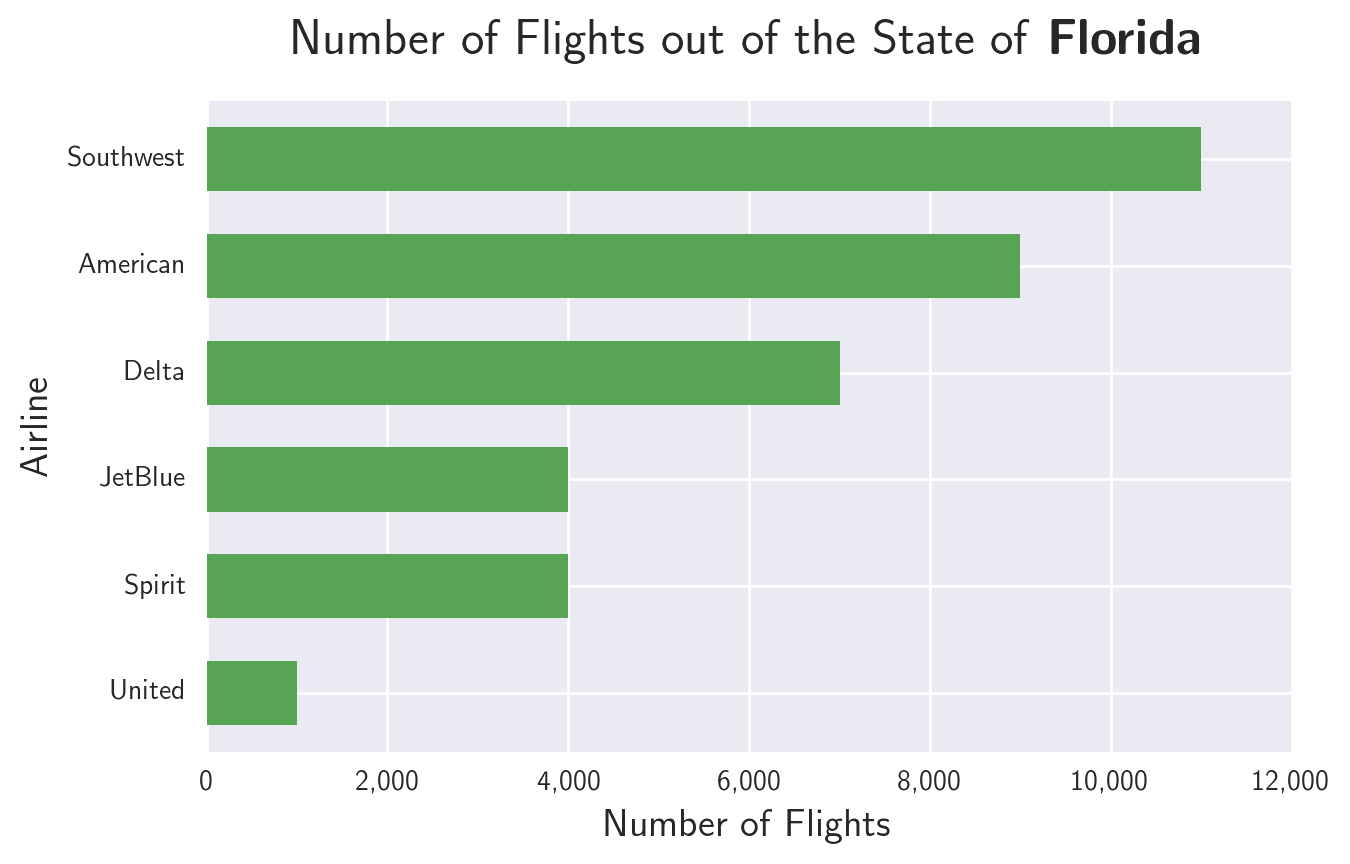 Number of Flights out of the State of Florida
Southwest
American
Delta
JetBlue
Spirit
United
Airline
0 2,000 4,000 6,000 8,000 10,000 12,000
Number of Flights